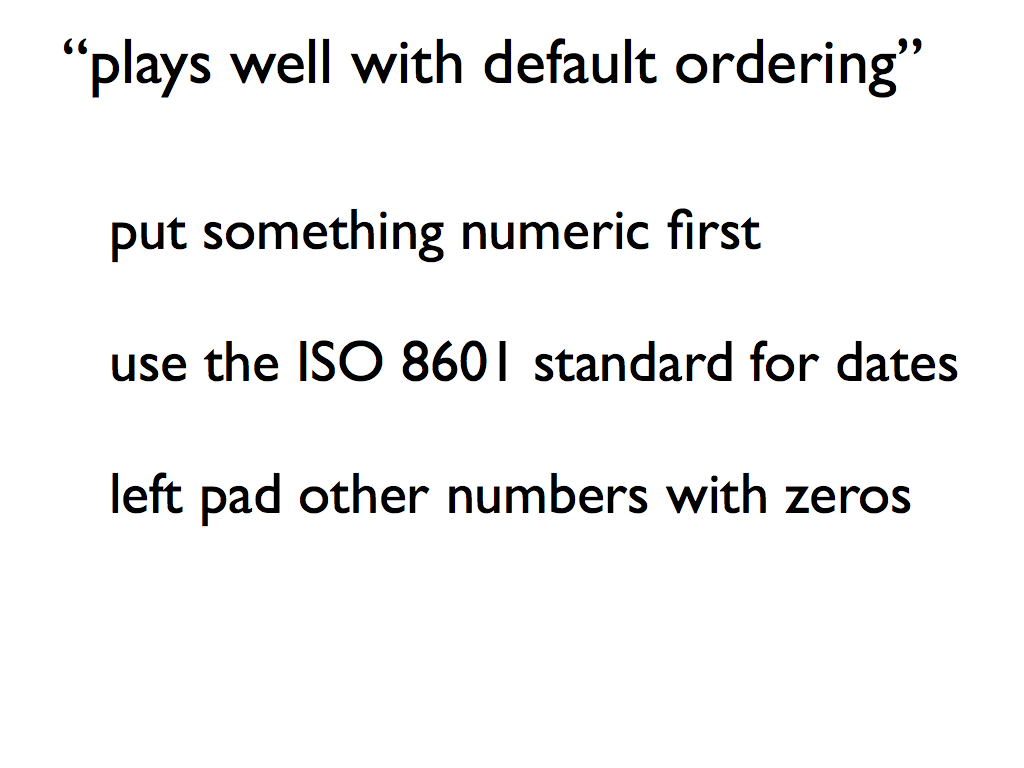 “plays well with default ordering”
put something numeric first
use the ISO 8601 standard for dates
left pad other numbers with zeros